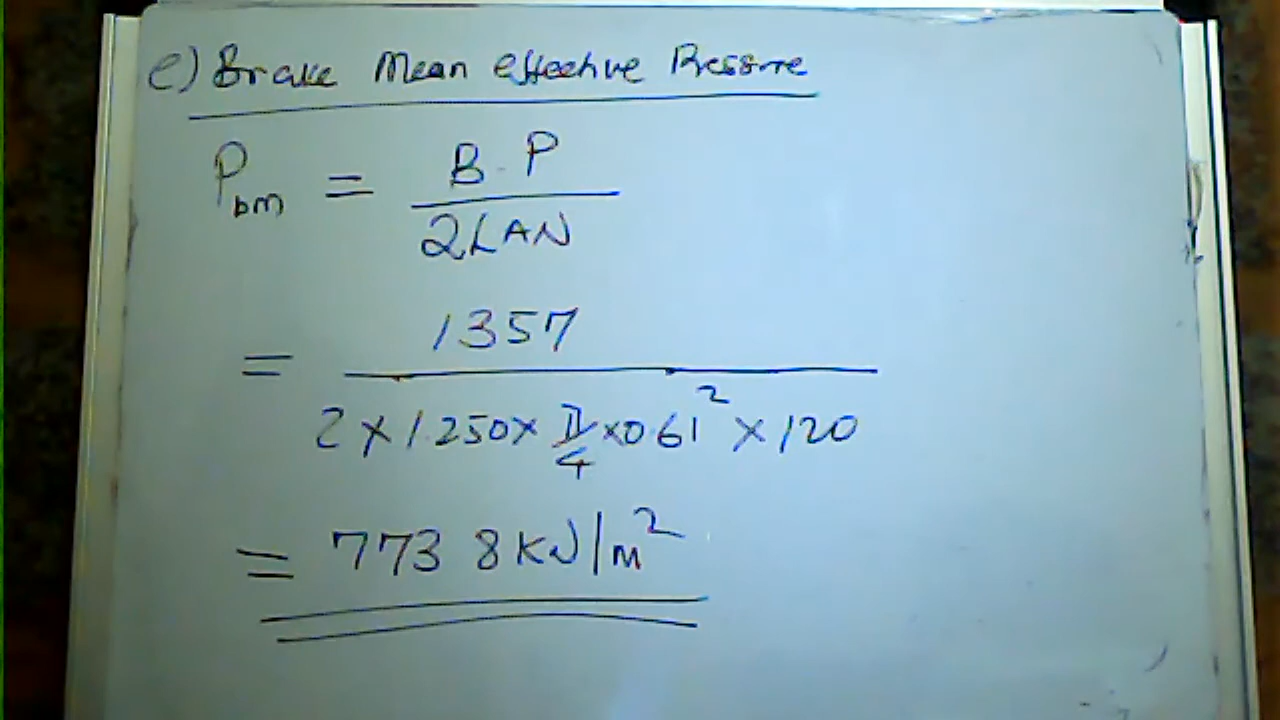 e) Brake Mean effective Pressure
Pbm = B.P / 2LAN
= 1357 / 2 × 1.250 × π/4 × 0.61² × 120
= 773.8 KN/m²